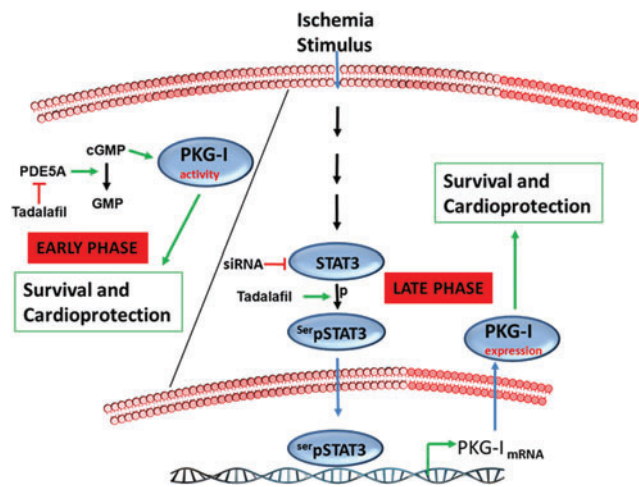 Ischemia
Stimulus
cGMP
PDE5A
GMP
Tadalafil
PKG-I
activity
EARLY PHASE
Survival and
Cardioprotection
siRNA
STAT3
Tadalafil
p
SerpSTAT3
LATE PHASE
Survival and
Cardioprotection
PKG-I
expression
serpSTAT3
PKG-I mRNA